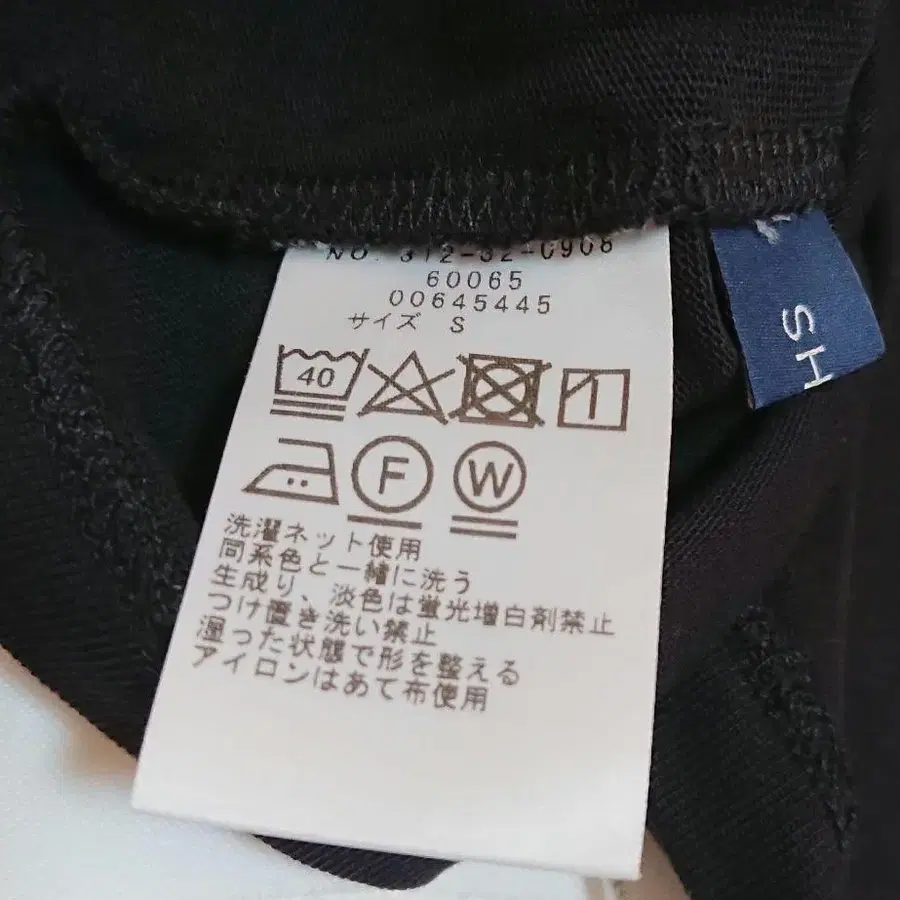 NO. 312-32-0908
60065
00645445
サイズ S
40
F
W
洗濯ネット使用
同系色と一緒に洗う
生成り、淡色は蛍光増白剤禁止
つけ置き洗い禁止
湿った状態で形を整える
アイロンはあて布使用
SH